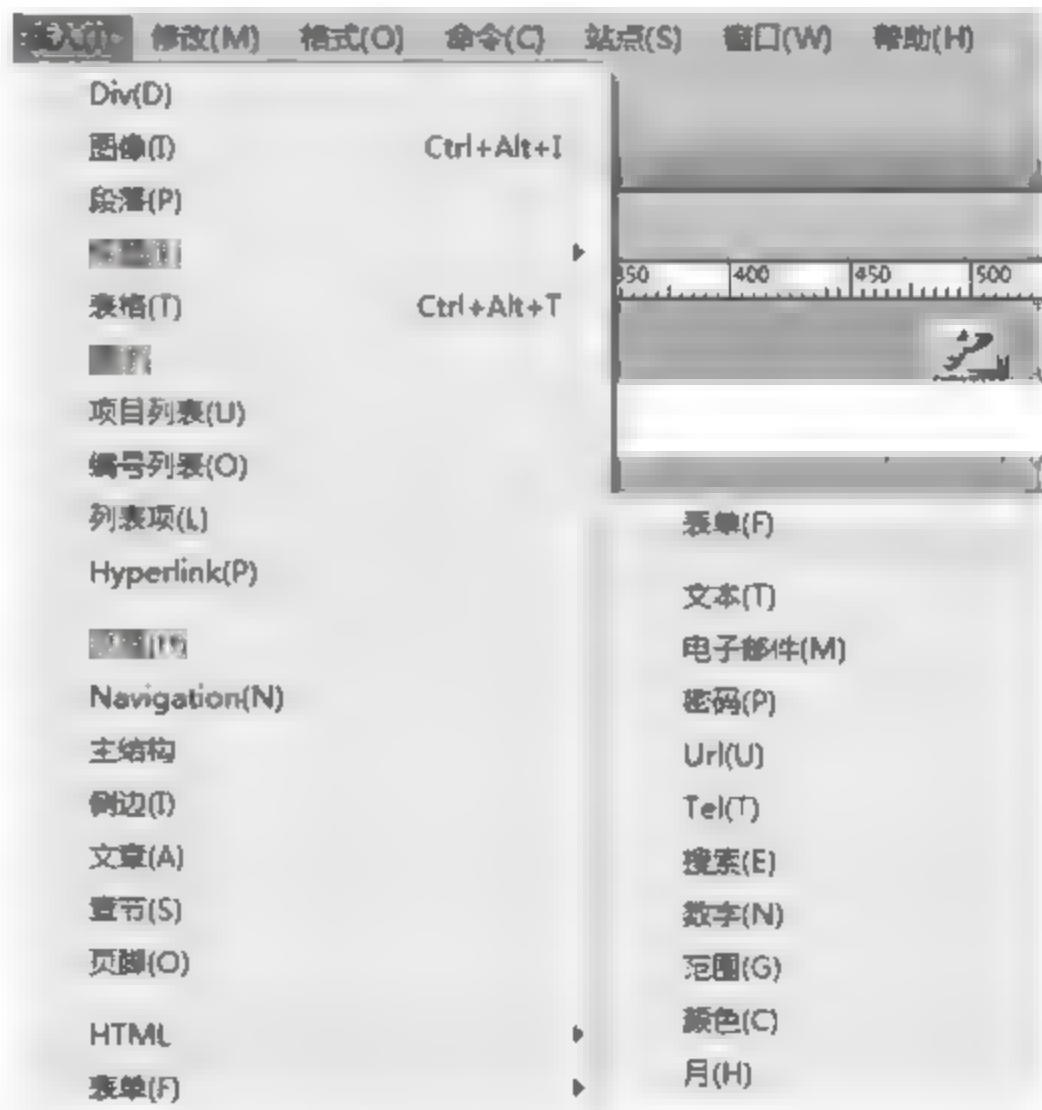 插入(I) 修改(M) 格式(O) 命令(C) 站点(S) 窗口(W) 帮助(H)
Div(D)
图像(I) Ctrl+Alt+I
段落(P)
表格(T) Ctrl+Alt+T
项目列表(U)
编号列表(O)
列表项(L)
Hyperlink(P)
Navigation(N)
主结构
侧边(I)
文章(A)
章节(S)
页脚(O)
HTML
表单(F)
350 400 450 500
表单(F)
文本(T)
电子邮件(M)
密码(P)
Url(U)
Tel(T)
搜索(E)
数字(N)
范围(G)
颜色(C)
月(H)